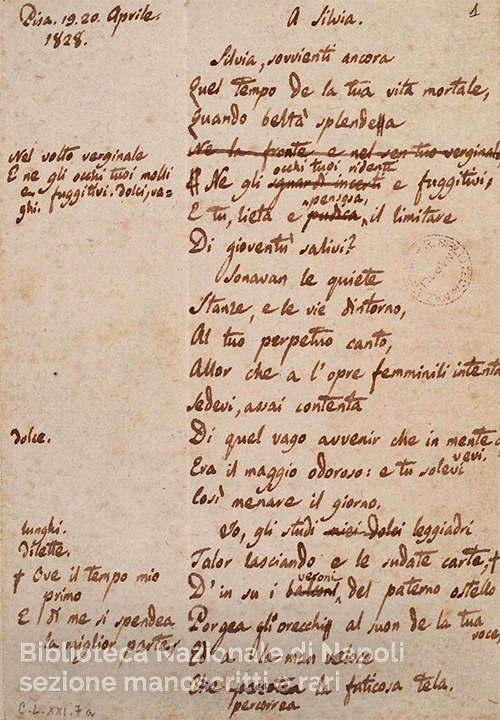 Pisa. 19. 20. Aprile.
1828.
A Silvia.
1
Silvia, sovvienti ancora
Quel tempo de la tua vita mortale,
Quando beltà splendea
Ne la fronte e nel sen tuo verginale
Nel volto verginale
E ne gli occhi tuoi molli
e fuggitivi. dolci, va-
ghi.
occhi tuoi ridenti
Ne gli sguardi incerti e fuggitivi,
pensosa,
E tu, lieta e pudica, il limitare
Di gioventù salivi?
Sonavan le quiete
Stanze, e le vie dintorno,
Al tuo perpetuo canto,
Allor che a l'opre femminili intenta
Sedevi, assai contenta
dolce.
Di quel vago avvenir che in mente a-
vevi.
Era il maggio odoroso: e tu solevi
Così menare il giorno.
lunghi.
Dilette.
Io, gli studi miei dolci leggiadri
Talor lasciando e le sudate carte, †
† Ove il tempo mio
primo
E di me si spendea
la miglior parte;
veroni
D'in su i balconi, del paterno ostello
Porgea gli orecchi al suon de la tua
voce,
Ed a la man veloce
Che la faticosa tela.
percorrea
Biblioteca Nazionale di Napoli
sezione manoscritti e rari
C. L. XXI. 7a